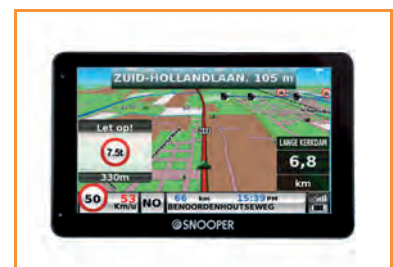 ZUID-HOLLANDLAAN, 105 m
Let op!
7.5t
330m
LANGE KERKDAM
6,8
km
50
53
Km/u
NO
66 km 15:39 PM
BENOORDENHOUTSEWEG
SNOOPER